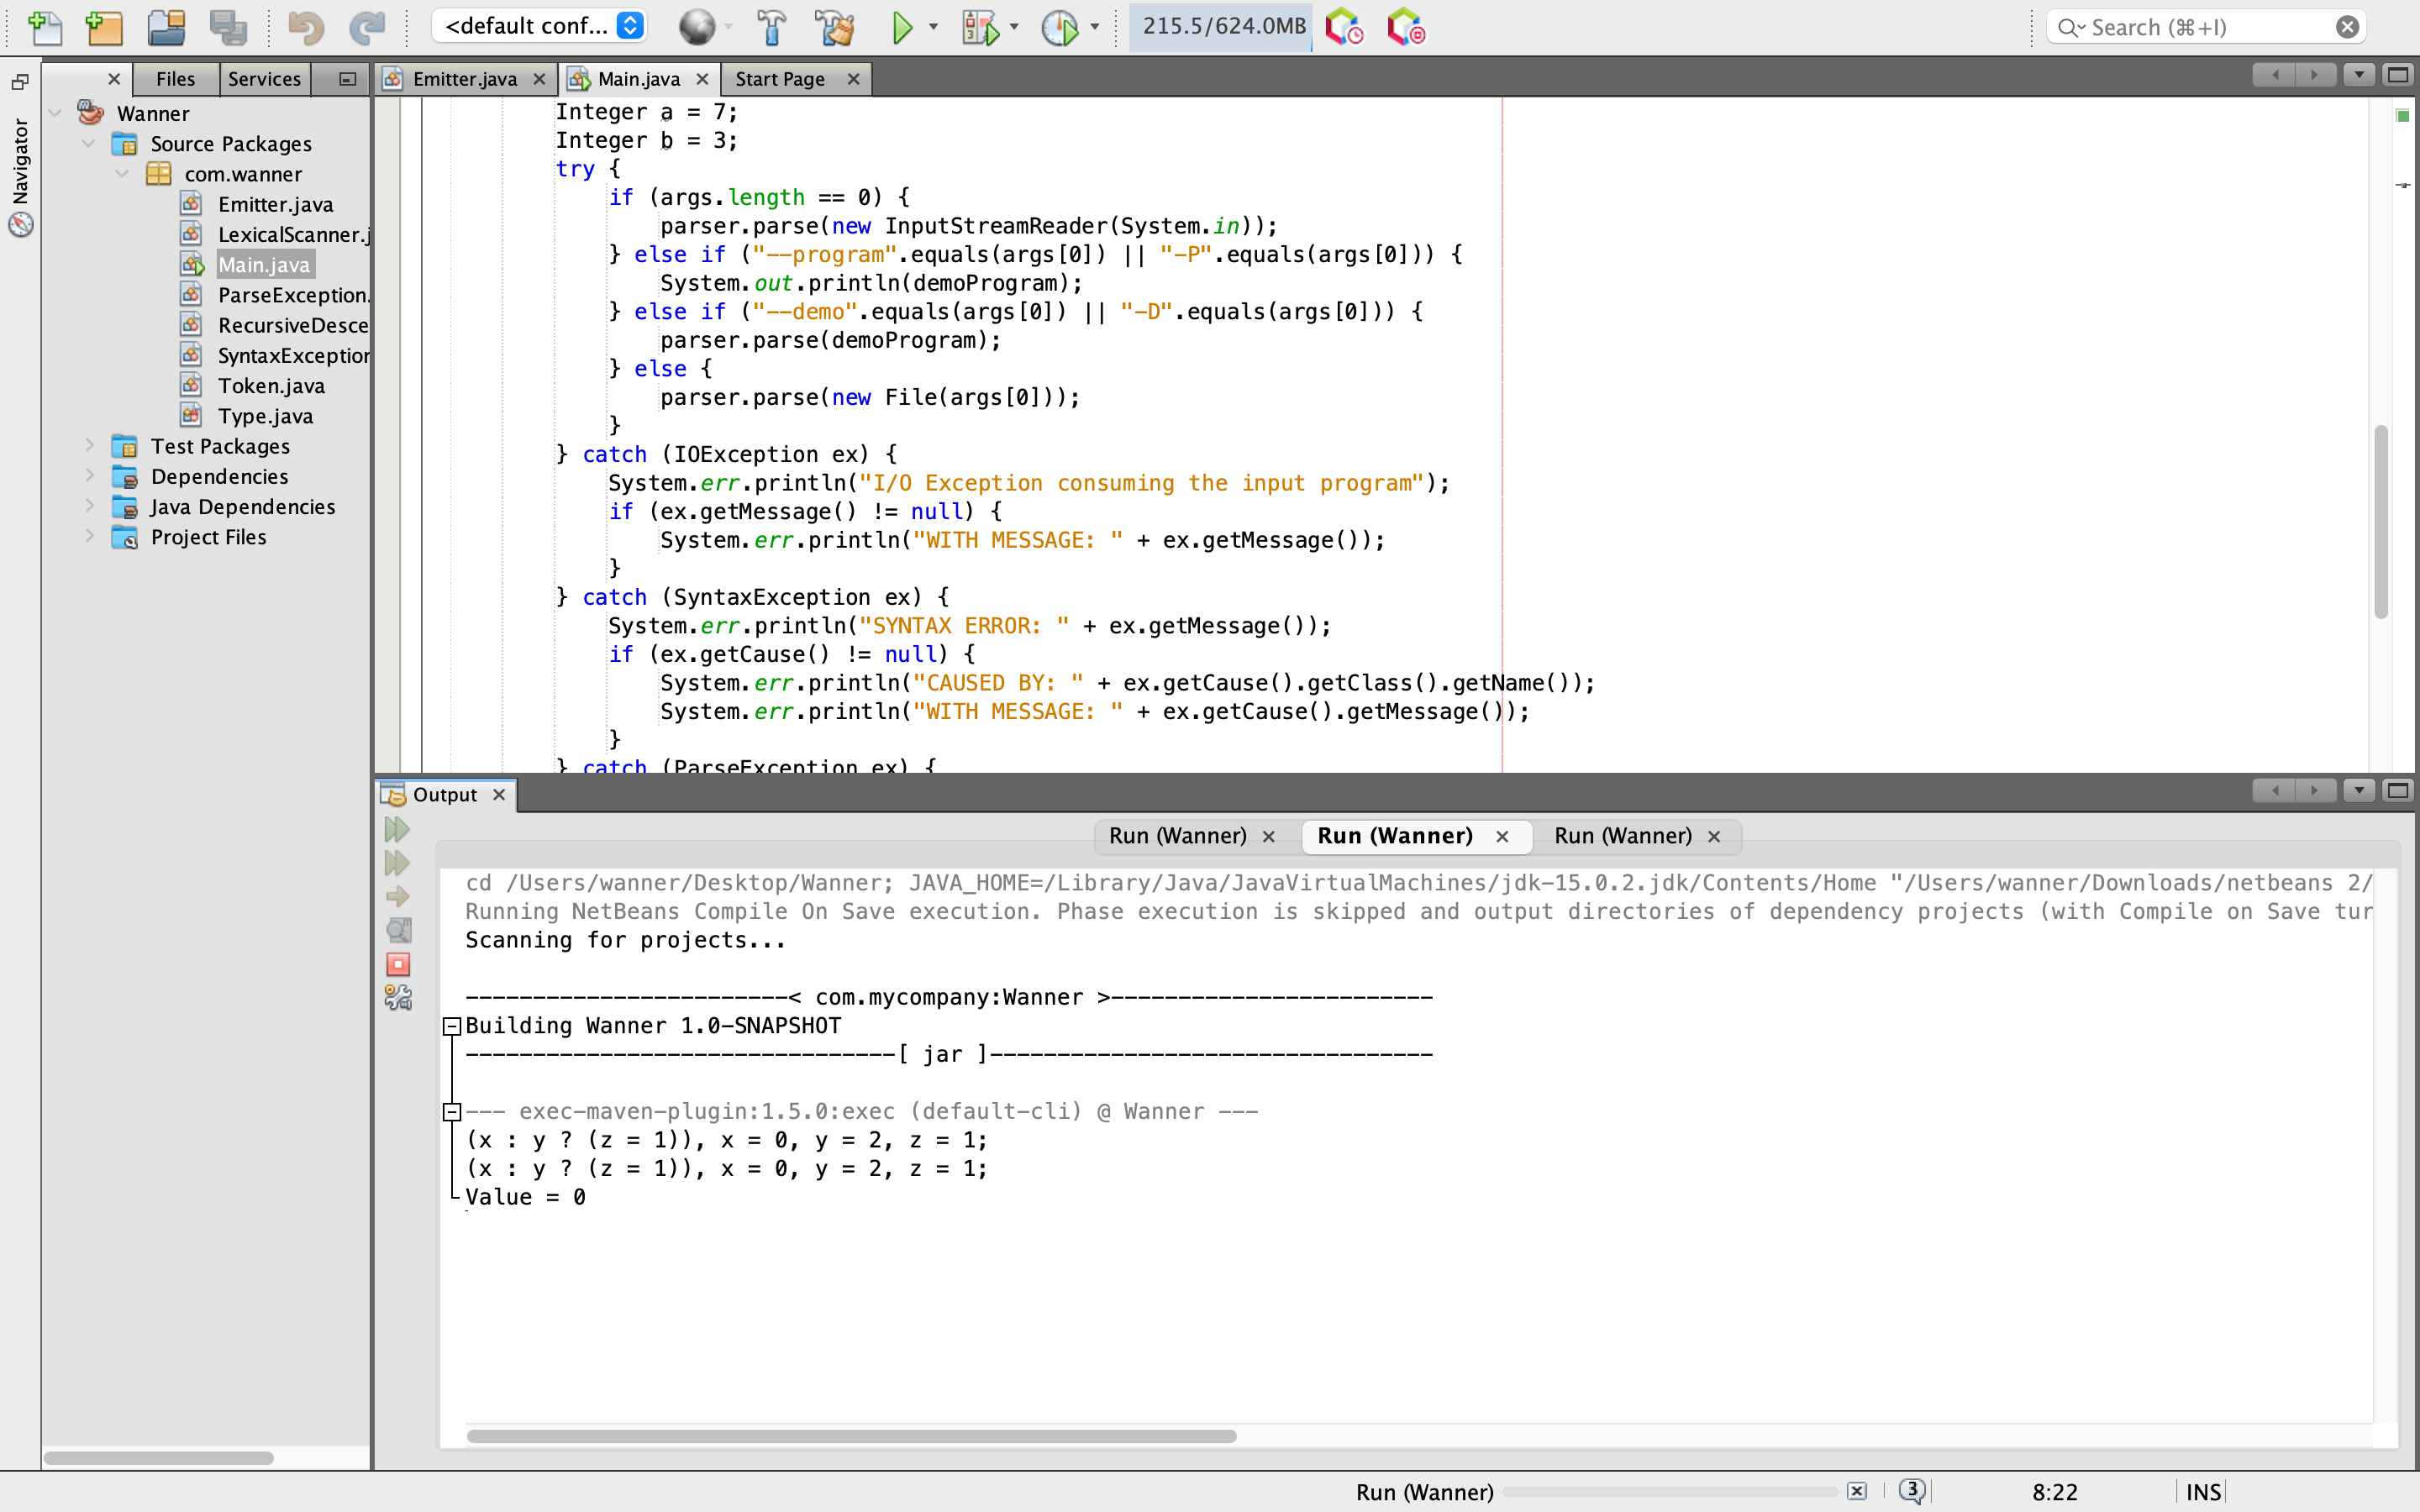 <default conf...
215.5/624.0MB
Search (⌘+I)
Files
Services
Emitter.java
Main.java
Start Page
Navigator
Wanner
Source Packages
com.wanner
Emitter.java
LexicalScanner.j
Main.java
ParseException.
RecursiveDesce
SyntaxException
Token.java
Type.java
Test Packages
Dependencies
Java Dependencies
Project Files
Integer a = 7;
Integer b = 3;
try {
if (args.length == 0) {
parser.parse(new InputStreamReader(System.in));
} else if ("--program".equals(args[0]) || "-P".equals(args[0])) {
System.out.println(demoProgram);
} else if ("--demo".equals(args[0]) || "-D".equals(args[0])) {
parser.parse(demoProgram);
} else {
parser.parse(new File(args[0]));
}
} catch (IOException ex) {
System.err.println("I/O Exception consuming the input program");
if (ex.getMessage() != null) {
System.err.println("WITH MESSAGE: " + ex.getMessage());
}
} catch (SyntaxException ex) {
System.err.println("SYNTAX ERROR: " + ex.getMessage());
if (ex.getCause() != null) {
System.err.println("CAUSED BY: " + ex.getCause().getClass().getName());
System.err.println("WITH MESSAGE: " + ex.getCause().getMessage());
}
} catch (ParseException ex) {
Output
Run (Wanner)
Run (Wanner)
Run (Wanner)
cd /Users/wanner/Desktop/Wanner; JAVA_HOME=/Library/Java/JavaVirtualMachines/jdk-15.0.2.jdk/Contents/Home "/Users/wanner/Downloads/netbeans 2/
Running NetBeans Compile On Save execution. Phase execution is skipped and output directories of dependency projects (with Compile on Save tur
Scanning for projects...
------------------------< com.mycompany:Wanner >------------------------
Building Wanner 1.0-SNAPSHOT
--------------------------------[ jar ]---------------------------------
--- exec-maven-plugin:1.5.0:exec (default-cli) @ Wanner ---
(x : y ? (z = 1)), x = 0, y = 2, z = 1;
(x : y ? (z = 1)), x = 0, y = 2, z = 1;
Value = 0
Run (Wanner)
3
8:22
INS